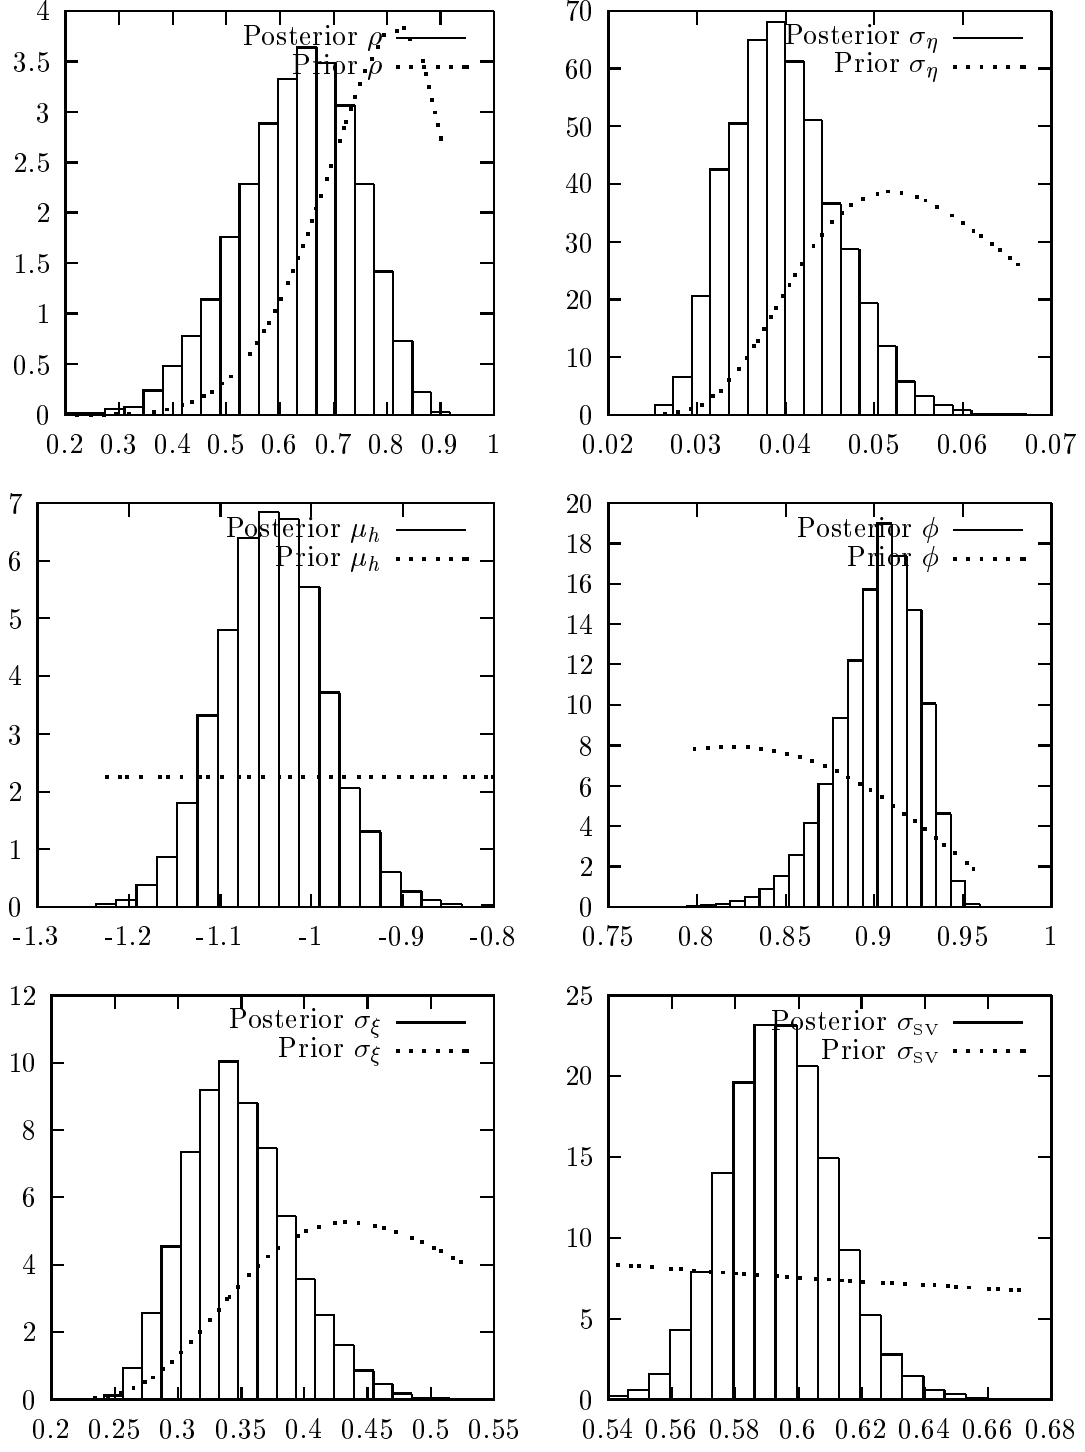 4
3.5
3
2.5
2
1.5
1
0.5
0
0.2 0.3 0.4 0.5 0.6 0.7 0.8 0.9 1
Posterior ρ
Prior ρ
70
60
50
40
30
20
10
0
0.02 0.03 0.04 0.05 0.06 0.07
Posterior σ_η
Prior σ_η
7
6
5
4
3
2
1
0
-1.3 -1.2 -1.1 -1 -0.9 -0.8
Posterior μ_h
Prior μ_h
20
18
16
14
12
10
8
6
4
2
0
0.75 0.8 0.85 0.9 0.95 1
Posterior ϕ
Prior ϕ
12
10
8
6
4
2
0
0.2 0.25 0.3 0.35 0.4 0.45 0.5 0.55
Posterior σ_ξ
Prior σ_ξ
25
20
15
10
5
0
0.54 0.56 0.58 0.6 0.62 0.64 0.66 0.68
Posterior σ_SV
Prior σ_SV